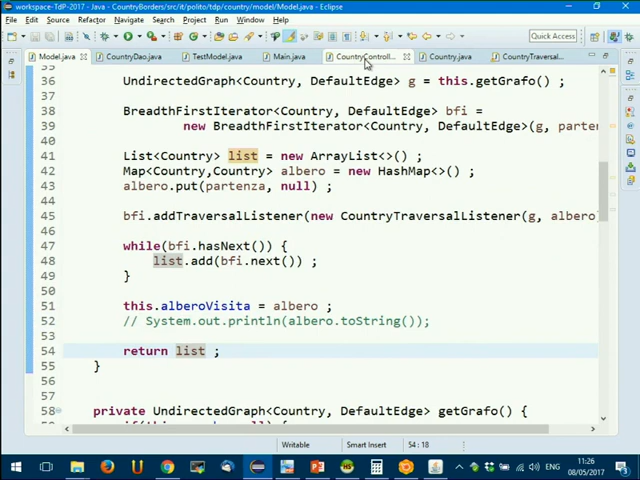 workspace-TdP-2017 - Java - CountryBorders/src/it/polito/tdp/country/model/Model.java - Eclipse
File Edit Source Refactor Navigate Search Project Run Window Help
Quick Access
Model.java CountryDao.java TestModel.java Main.java CountryControll... Country.java CountryTraversal...
35
36 UndirectedGraph<Country, DefaultEdge> g = this.getGrafo() ;
37
38 BreadthFirstIterator<Country, DefaultEdge> bfi =
39 new BreadthFirstIterator<Country, DefaultEdge>(g, parten
40
41 List<Country> list = new ArrayList<>() ;
42 Map<Country,Country> albero = new HashMap<>() ;
43 albero.put(partenza, null) ;
44
45 bfi.addTraversalListener(new CountryTraversalListener(g, albero)
46
47 while(bfi.hasNext()) {
48 list.add(bfi.next()) ;
49 }
50
51 this.alberoVisita = albero ;
52 // System.out.println(albero.toString());
53
54 return list ;
55 }
56
57
58 private UndirectedGraph<Country, DefaultEdge> getGrafo() {
Writable Smart Insert 54 : 18
11:26
08/05/2017